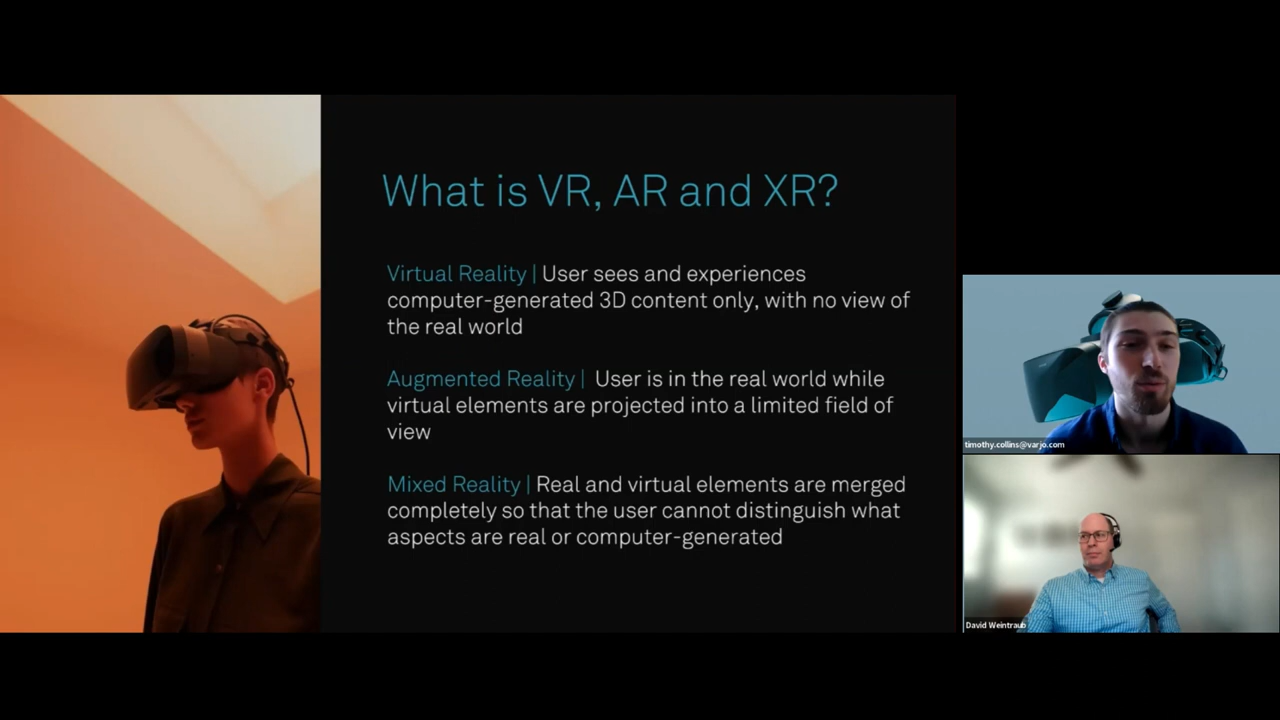 What is VR, AR and XR?
Virtual Reality | User sees and experiences
computer-generated 3D content only, with no view of
the real world
Augmented Reality | User is in the real world while
virtual elements are projected into a limited field of
view
Mixed Reality | Real and virtual elements are merged
completely so that the user cannot distinguish what
aspects are real or computer-generated
timothy.collins@varjo.com
David Weintraub